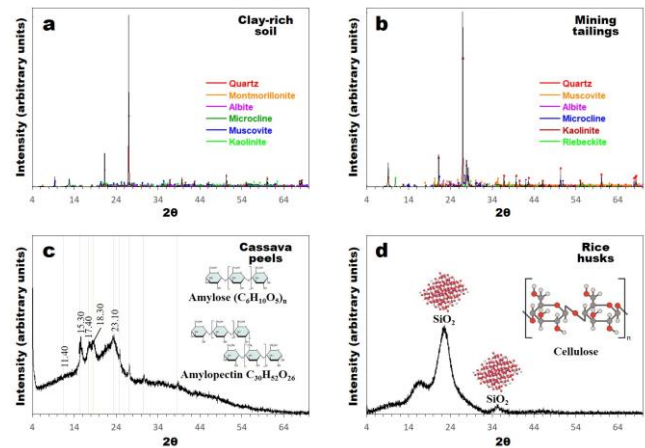 a
Clay-rich
soil
Quartz
Montmorillonite
Albite
Microcline
Muscovite
Kaolinite
Intensity (arbitrary units)
4 14 24 34 44 54 64
2θ
b
Mining
tailings
Quartz
Muscovite
Albite
Microcline
Kaolinite
Riebeckite
Intensity (arbitrary units)
4 14 24 34 44 54 64
2θ
c
Cassava
peels
11.40
15.30
17.40
18.30
23.10
Amylose (C6H10O5)n
Amylopectin C30H52O26
Intensity (arbitrary units)
4 14 24 34 44 54 64
2θ
d
Rice
husks
SiO2
SiO2
n
Cellulose
Intensity (arbitrary units)
4 14 24 34 44 54 64
2θ